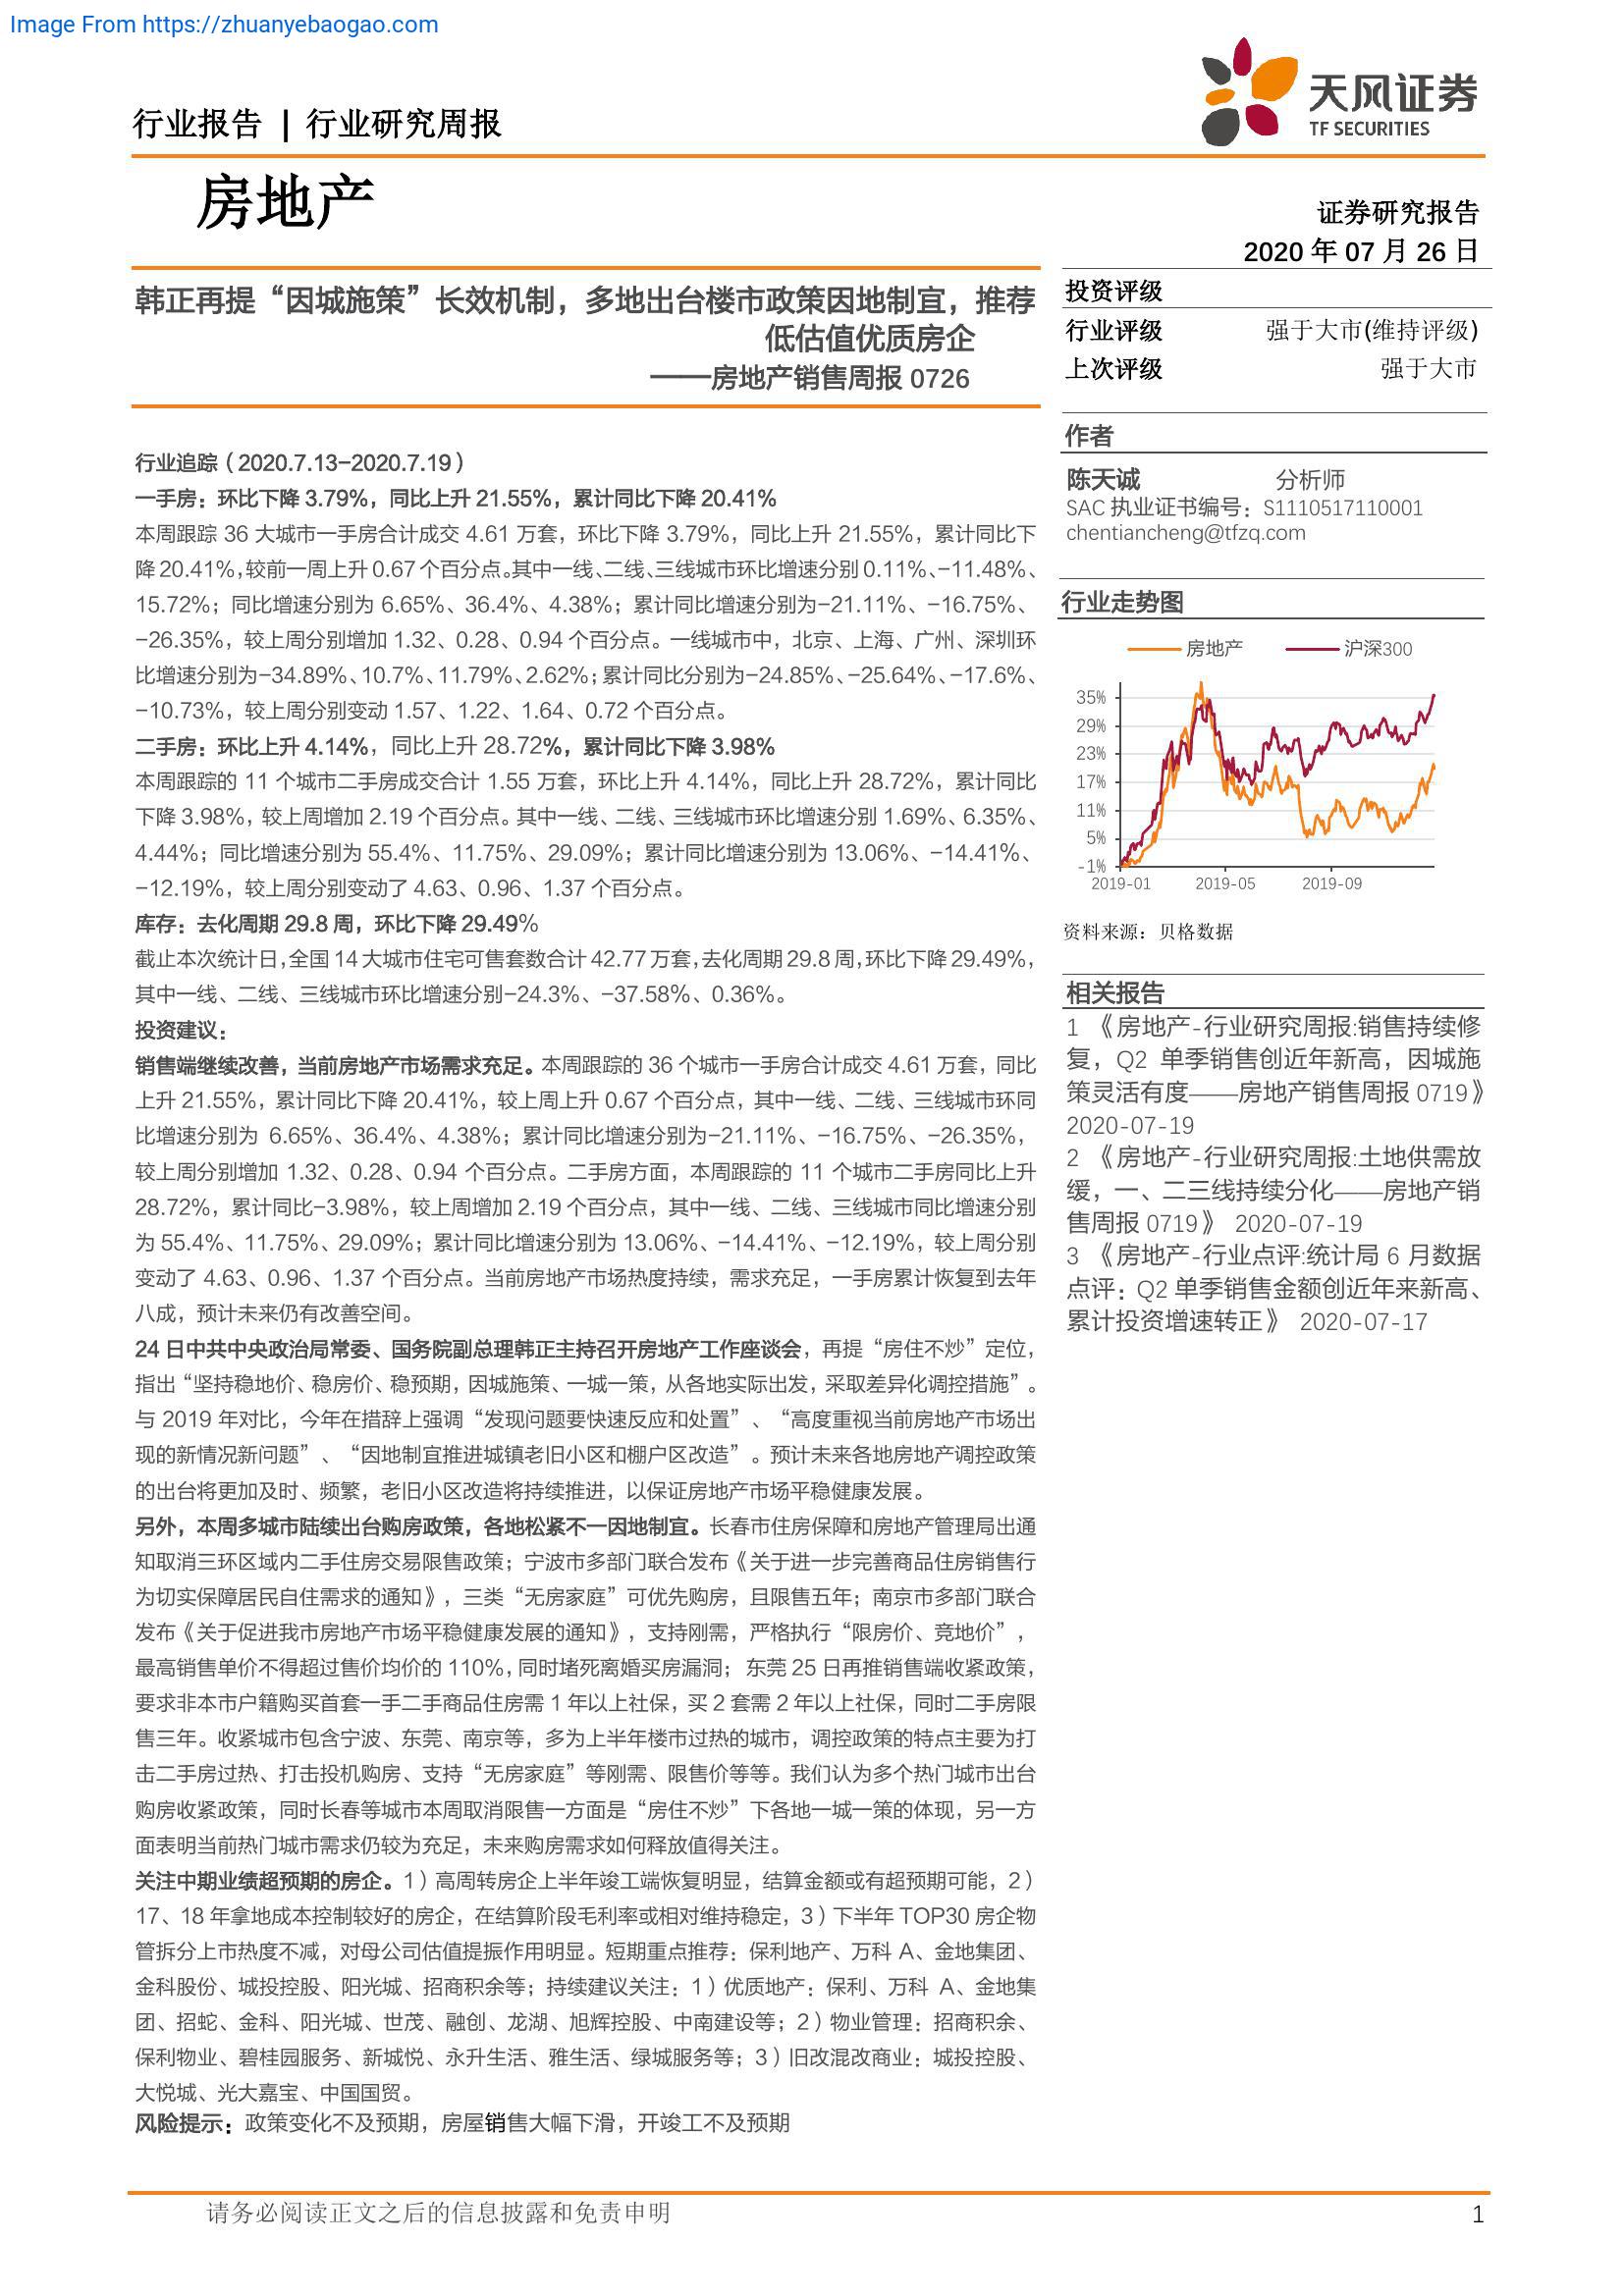 Image From https://zhuanyebaogao.com
行业报告 | 行业研究周报
天风证券
TF SECURITIES
房地产
证券研究报告
2020 年 07 月 26 日
韩正再提“因城施策”长效机制，多地出台楼市政策因地制宜，推荐
低估值优质房企
——房地产销售周报 0726
投资评级
行业评级 强于大市(维持评级)
上次评级 强于大市
作者
陈天诚 分析师
SAC 执业证书编号：S1110517110001
chentiancheng@tfzq.com
行业走势图
房地产 沪深300
35%
29%
23%
17%
11%
5%
-1%
2019-01 2019-05 2019-09
资料来源：贝格数据
相关报告
1 《房地产-行业研究周报:销售持续修
复，Q2 单季销售创近年新高，因城施
策灵活有度——房地产销售周报 0719》
2020-07-19
2 《房地产-行业研究周报:土地供需放
缓，一、二三线持续分化——房地产销
售周报 0719》 2020-07-19
3 《房地产-行业点评:统计局 6 月数据
点评：Q2 单季销售金额创近年来新高、
累计投资增速转正》 2020-07-17
行业追踪（2020.7.13-2020.7.19）
一手房：环比下降 3.79%，同比上升 21.55%，累计同比下降 20.41%
本周跟踪 36 大城市一手房合计成交 4.61 万套，环比下降 3.79%，同比上升 21.55%，累计同比下
降 20.41%，较前一周上升 0.67 个百分点。其中一线、二线、三线城市环比增速分别 0.11%、-11.48%、
15.72%；同比增速分别为 6.65%、36.4%、4.38%；累计同比增速分别为-21.11%、-16.75%、
-26.35%，较上周分别增加 1.32、0.28、0.94 个百分点。一线城市中，北京、上海、广州、深圳环
比增速分别为-34.89%、10.7%、11.79%、2.62%；累计同比分别为-24.85%、-25.64%、-17.6%、
-10.73%，较上周分别变动 1.57、1.22、1.64、0.72 个百分点。
二手房：环比上升 4.14%，同比上升 28.72%，累计同比下降 3.98%
本周跟踪的 11 个城市二手房成交合计 1.55 万套，环比上升 4.14%，同比上升 28.72%，累计同比
下降 3.98%，较上周增加 2.19 个百分点。其中一线、二线、三线城市环比增速分别 1.69%、6.35%、
4.44%；同比增速分别为 55.4%、11.75%、29.09%；累计同比增速分别为 13.06%、-14.41%、
-12.19%，较上周分别变动了 4.63、0.96、1.37 个百分点。
库存：去化周期 29.8 周，环比下降 29.49%
截止本次统计日，全国 14 大城市住宅可售套数合计 42.77 万套，去化周期 29.8 周，环比下降 29.49%，
其中一线、二线、三线城市环比增速分别-24.3%、-37.58%、0.36%。
投资建议：
销售端继续改善，当前房地产市场需求充足。本周跟踪的 36 个城市一手房合计成交 4.61 万套，同比
上升 21.55%，累计同比下降 20.41%，较上周上升 0.67 个百分点，其中一线、二线、三线城市环同
比增速分别为 6.65%、36.4%、4.38%；累计同比增速分别为-21.11%、-16.75%、-26.35%，
较上周分别增加 1.32、0.28、0.94 个百分点。二手房方面，本周跟踪的 11 个城市二手房同比上升
28.72%，累计同比-3.98%，较上周增加 2.19 个百分点，其中一线、二线、三线城市同比增速分别
为 55.4%、11.75%、29.09%；累计同比增速分别为 13.06%、-14.41%、-12.19%，较上周分别
变动了 4.63、0.96、1.37 个百分点。当前房地产市场热度持续，需求充足，一手房累计恢复到去年
八成，预计未来仍有改善空间。
24 日中共中央政治局常委、国务院副总理韩正主持召开房地产工作座谈会，再提“房住不炒”定位，
指出“坚持稳地价、稳房价、稳预期，因城施策、一城一策，从各地实际出发，采取差异化调控措施”。
与 2019 年对比，今年在措辞上强调“发现问题要快速反应和处置”、“高度重视当前房地产市场出
现的新情况新问题”、“因地制宜推进城镇老旧小区和棚户区改造”。预计未来各地房地产调控政策
的出台将更加及时、频繁，老旧小区改造将持续推进，以保证房地产市场平稳健康发展。
另外，本周多城市陆续出台购房政策，各地松紧不一因地制宜。长春市住房保障和房地产管理局出通
知取消三环区域内二手住房交易限售政策；宁波市多部门联合发布《关于进一步完善商品住房销售行
为切实保障居民自住需求的通知》，三类“无房家庭”可优先购房，且限售五年；南京市多部门联合
发布《关于促进我市房地产市场平稳健康发展的通知》，支持刚需，严格执行“限房价、竞地价”，
最高销售单价不得超过售价均价的 110%，同时堵死离婚买房漏洞；东莞 25 日再推销售端收紧政策，
要求非本市户籍购买首套一手二手商品住房需 1 年以上社保，买 2 套需 2 年以上社保，同时二手房限
售三年。收紧城市包含宁波、东莞、南京等，多为上半年楼市过热的城市，调控政策的特点主要为打
击二手房过热、打击投机购房、支持“无房家庭”等刚需、限售价等等。我们认为多个热门城市出台
购房收紧政策，同时长春等城市本周取消限售一方面是“房住不炒”下各地一城一策的体现，另一方
面表明当前热门城市需求仍较为充足，未来购房需求如何释放值得关注。
关注中期业绩超预期的房企。1）高周转房企上半年竣工端恢复明显，结算金额或有超预期可能，2）
17、18 年拿地成本控制较好的房企，在结算阶段毛利率或相对维持稳定，3）下半年 TOP30 房企物
管拆分上市热度不减，对母公司估值提振作用明显。短期重点推荐：保利地产、万科 A、金地集团、
金科股份、城投控股、阳光城、招商积余等；持续建议关注：1）优质地产：保利、万科 A、金地集
团、招蛇、金科、阳光城、世茂、融创、龙湖、旭辉控股、中南建设等；2）物业管理：招商积余、
保利物业、碧桂园服务、新城悦、永升生活、雅生活、绿城服务等；3）旧改混改商业：城投控股、
大悦城、光大嘉宝、中国国贸。
风险提示：政策变化不及预期，房屋销售大幅下滑，开竣工不及预期
请务必阅读正文之后的信息披露和免责申明 1